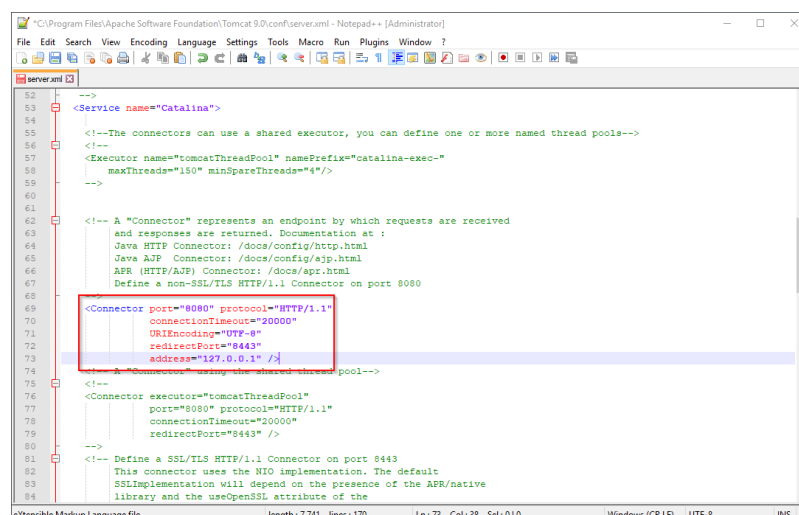 *C:\Program Files\Apache Software Foundation\Tomcat 9.0\conf\server.xml - Notepad++ [Administrator]
File Edit Search View Encoding Language Settings Tools Macro Run Plugins Window ?
server.xml
52 -->
53 <Service name="Catalina">
54
55 <!--The connectors can use a shared executor, you can define one or more named thread pools-->
56 <!--
57 <Executor name="tomcatThreadPool" namePrefix="catalina-exec-"
58 maxThreads="150" minSpareThreads="4"/>
59 -->
60
61
62 <!-- A "Connector" represents an endpoint by which requests are received
63 and responses are returned. Documentation at :
64 Java HTTP Connector: /docs/config/http.html
65 Java AJP Connector: /docs/config/ajp.html
66 APR (HTTP/AJP) Connector: /docs/apr.html
67 Define a non-SSL/TLS HTTP/1.1 Connector on port 8080
68 -->
69 <Connector port="8080" protocol="HTTP/1.1"
70 connectionTimeout="20000"
71 URIEncoding="UTF-8"
72 redirectPort="8443"
73 address="127.0.0.1" />
74 <!-- A "Connector" using the shared thread pool-->
75 <!--
76 <Connector executor="tomcatThreadPool"
77 port="8080" protocol="HTTP/1.1"
78 connectionTimeout="20000"
79 redirectPort="8443" />
80 -->
81 <!-- Define a SSL/TLS HTTP/1.1 Connector on port 8443
82 This connector uses the NIO implementation. The default
83 SSLImplementation will depend on the presence of the APR/native
84 library and the useOpenSSL attribute of the
eXtensible Markup Language file length : 7,741 lines : 170 Ln : 73 Col : 38 Sel : 0 | 0 Windows (CR LF) UTF-8 INS